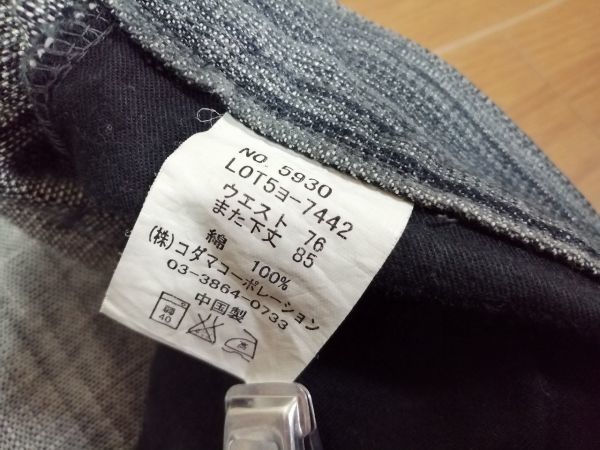 NO. 5930
LOT5ヨ-7442
ウエスト 76
また下丈 85
綿 100%
(株)コダマコーポレーション
03-3864-0733
中国製
40